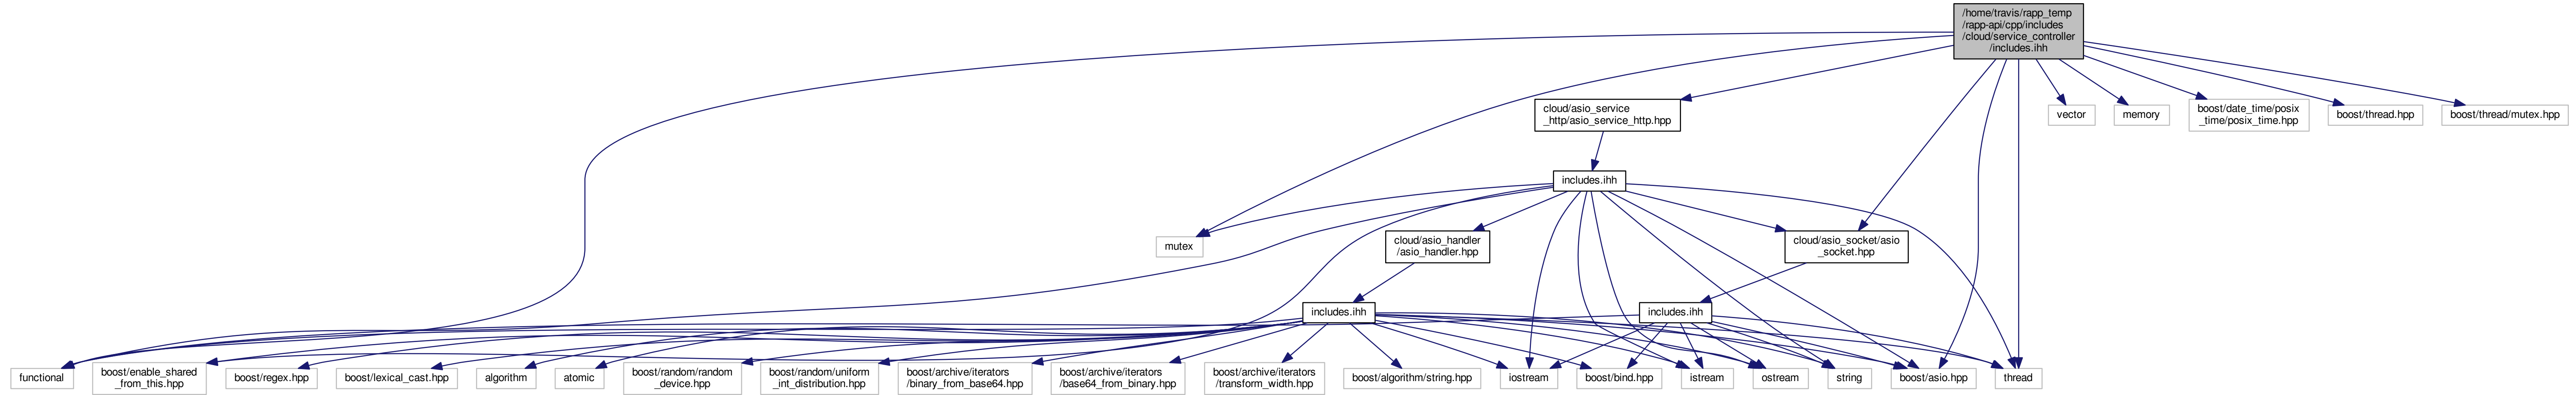 /home/travis/rapp_temp
/rapp-api/cpp/includes
/cloud/service_controller
/includes.ihh
cloud/asio_service
_http/asio_service_http.hpp
vector
memory
boost/date_time/posix
_time/posix_time.hpp
boost/thread.hpp
boost/thread/mutex.hpp
includes.ihh
mutex
cloud/asio_handler
/asio_handler.hpp
cloud/asio_socket/asio
_socket.hpp
includes.ihh
includes.ihh
functional
boost/enable_shared
_from_this.hpp
boost/regex.hpp
boost/lexical_cast.hpp
algorithm
atomic
boost/random/random
_device.hpp
boost/random/uniform
_int_distribution.hpp
boost/archive/iterators
/binary_from_base64.hpp
boost/archive/iterators
/base64_from_binary.hpp
boost/archive/iterators
/transform_width.hpp
boost/algorithm/string.hpp
iostream
boost/bind.hpp
istream
ostream
string
boost/asio.hpp
thread